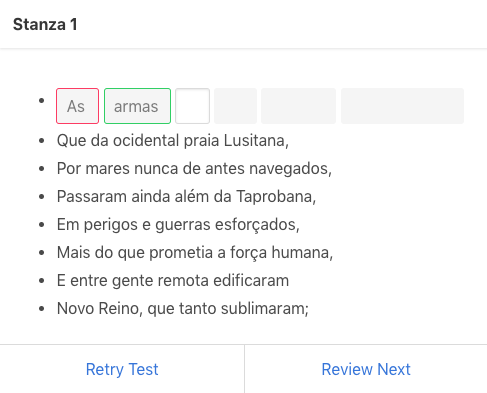 Stanza 1
As armas
Que da ocidental praia Lusitana,
Por mares nunca de antes navegados,
Passaram ainda além da Taprobana,
Em perigos e guerras esforçados,
Mais do que prometia a força humana,
E entre gente remota edificaram
Novo Reino, que tanto sublimaram;
Retry Test
Review Next